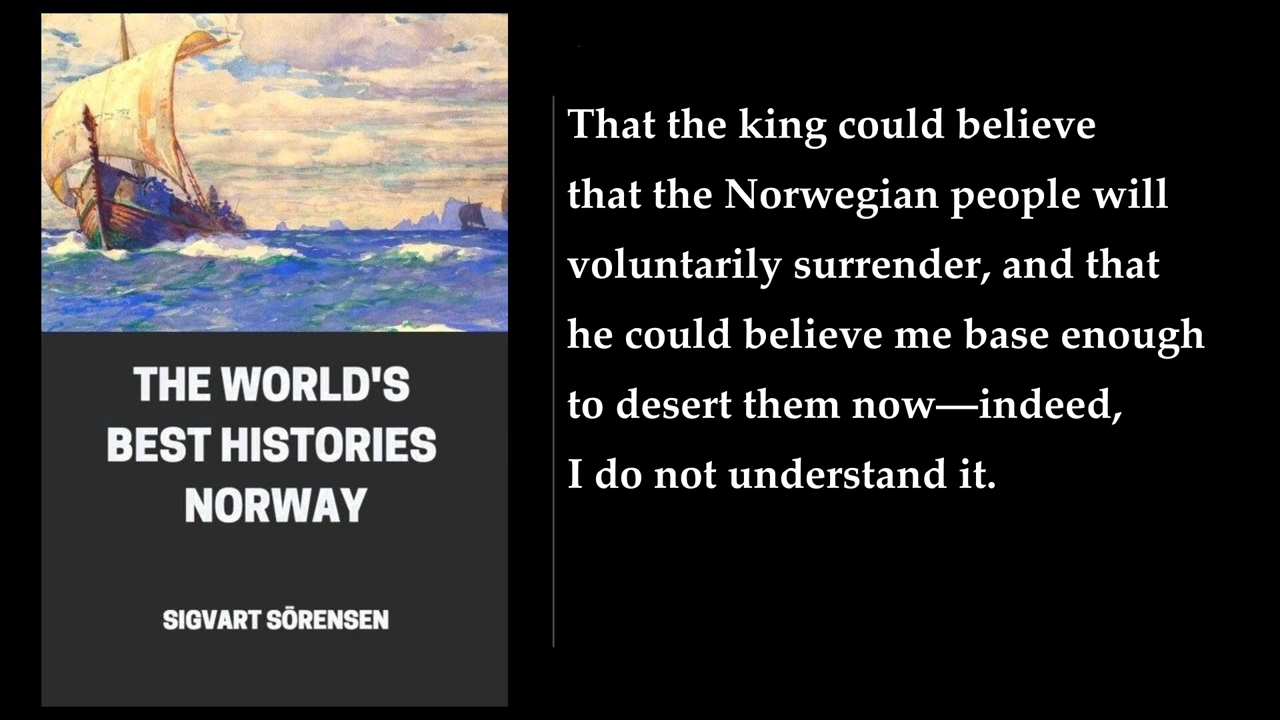 THE WORLD'S
BEST HISTORIES
NORWAY
SIGVART SÖRENSEN
That the king could believe
that the Norwegian people will
voluntarily surrender, and that
he could believe me base enough
to desert them now—indeed,
I do not understand it.